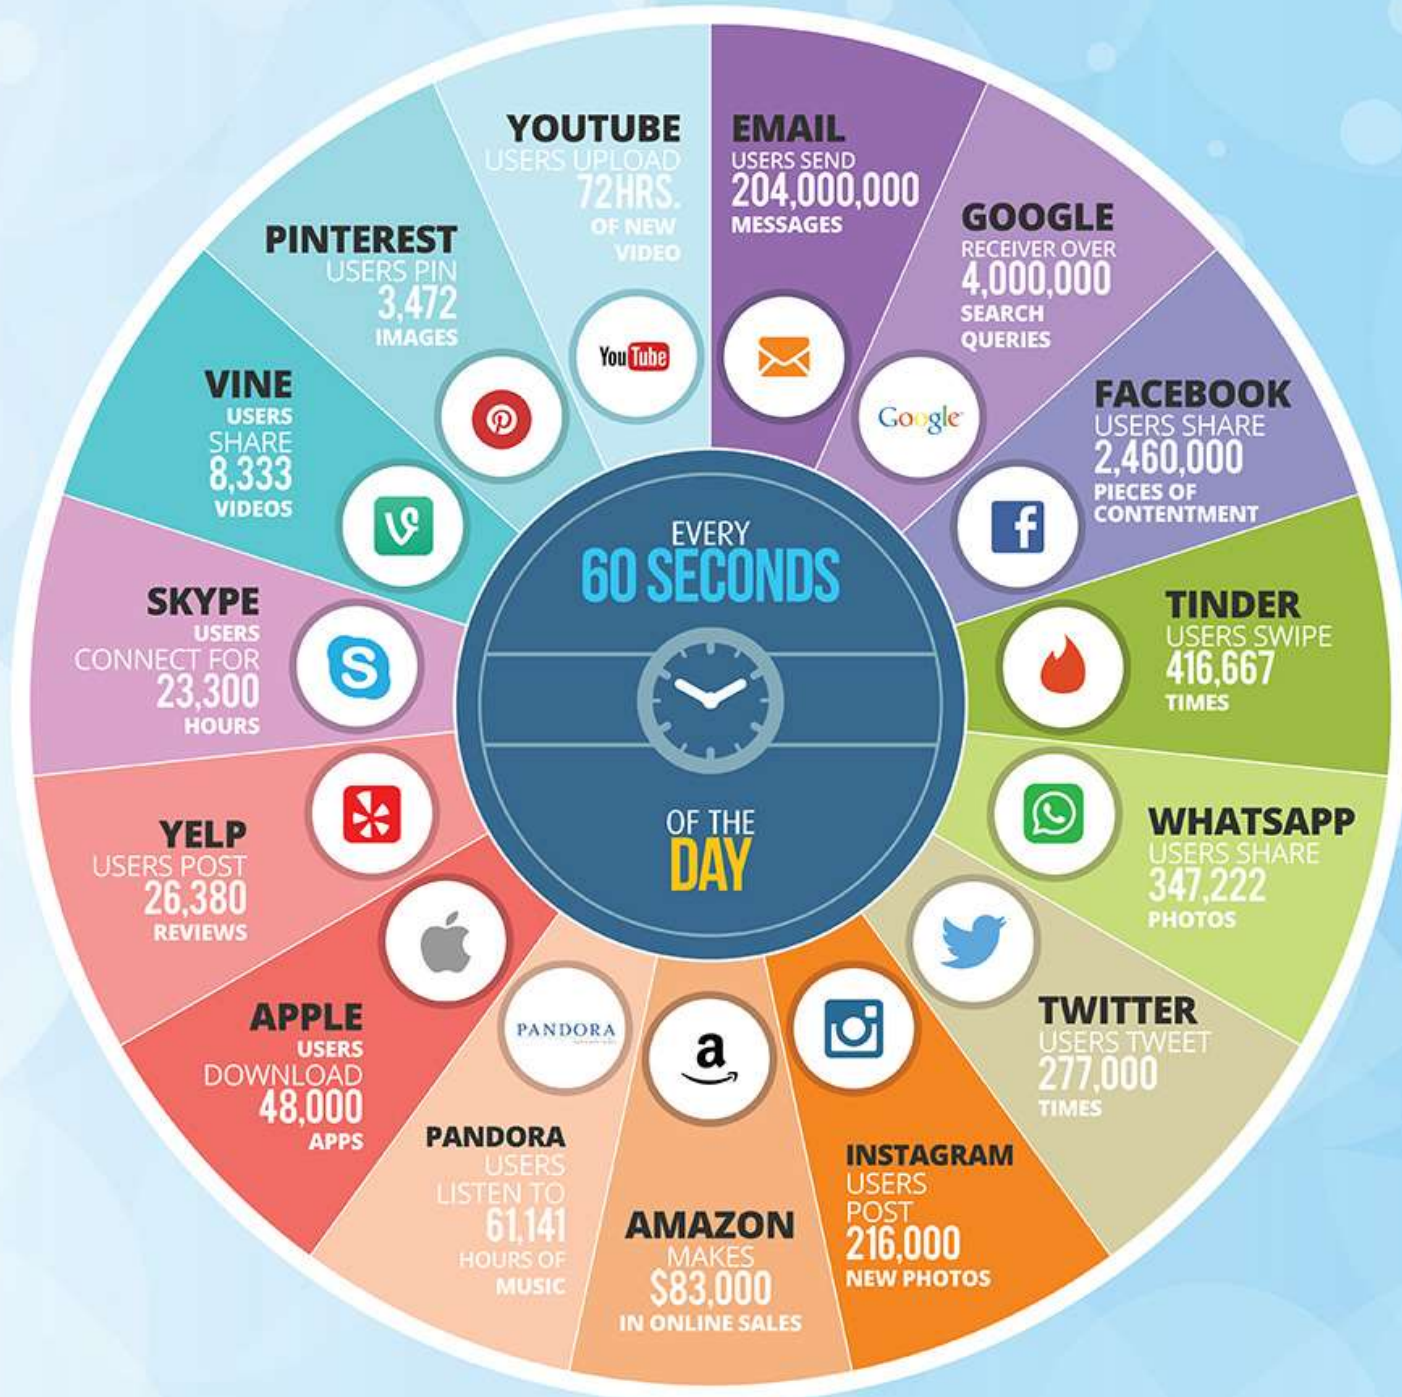 EVERY
60 SECONDS
OF THE
DAY
EMAIL
USERS SEND
204,000,000
MESSAGES
GOOGLE
RECEIVER OVER
4,000,000
SEARCH
QUERIES
Google
FACEBOOK
USERS SHARE
2,460,000
PIECES OF
CONTENTMENT
f
TINDER
USERS SWIPE
416,667
TIMES
WHATSAPP
USERS SHARE
347,222
PHOTOS
TWITTER
USERS TWEET
277,000
TIMES
INSTAGRAM
USERS
POST
216,000
NEW PHOTOS
a
AMAZON
MAKES
$83,000
IN ONLINE SALES
PANDORA
PANDORA
USERS
LISTEN TO
61,141
HOURS OF
MUSIC
APPLE
USERS
DOWNLOAD
48,000
APPS
YELP
USERS POST
26,380
REVIEWS
SKYPE
USERS
CONNECT FOR
23,300
HOURS
S
VINE
USERS
SHARE
8,333
VIDEOS
PINTEREST
USERS PIN
3,472
IMAGES
YOUTUBE
USERS UPLOAD
72HRS.
OF NEW
VIDEO
You Tube